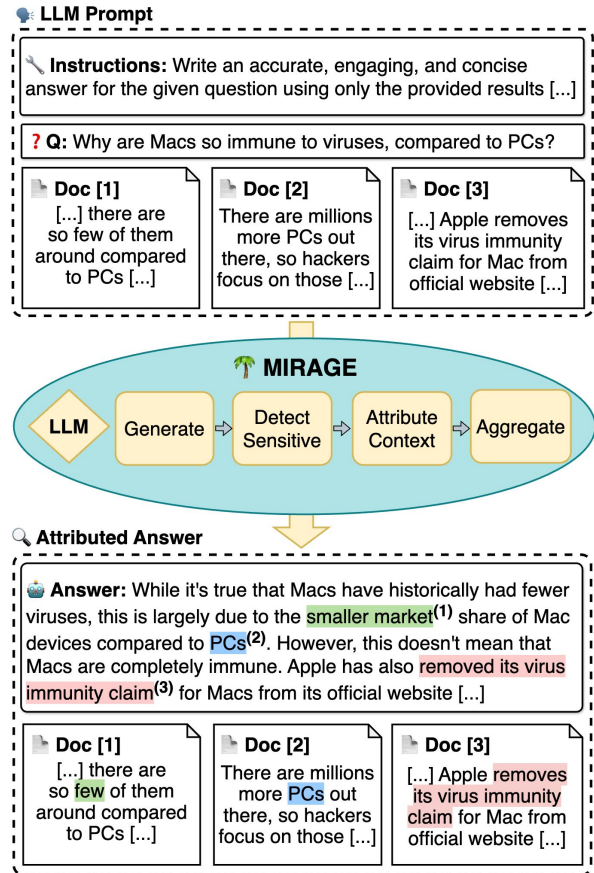 LLM Prompt
Instructions: Write an accurate, engaging, and concise
answer for the given question using only the provided results [...]
? Q: Why are Macs so immune to viruses, compared to PCs?
Doc [1]
[...] there are
so few of them
around compared
to PCs [...]
Doc [2]
There are millions
more PCs out
there, so hackers
focus on those [...]
Doc [3]
[...] Apple removes
its virus immunity
claim for Mac from
official website [...]
MIRAGE
LLM
Generate
Detect
Sensitive
Attribute
Context
Aggregate
Attributed Answer
Answer: While it's true that Macs have historically had fewer
viruses, this is largely due to the smaller market(1) share of Mac
devices compared to PCs(2). However, this doesn't mean that
Macs are completely immune. Apple has also removed its virus
immunity claim(3) for Macs from its official website [...]
Doc [1]
[...] there are
so few of them
around compared
to PCs [...]
Doc [2]
There are millions
more PCs out
there, so hackers
focus on those [...]
Doc [3]
[...] Apple removes
its virus immunity
claim for Mac from
official website [...]